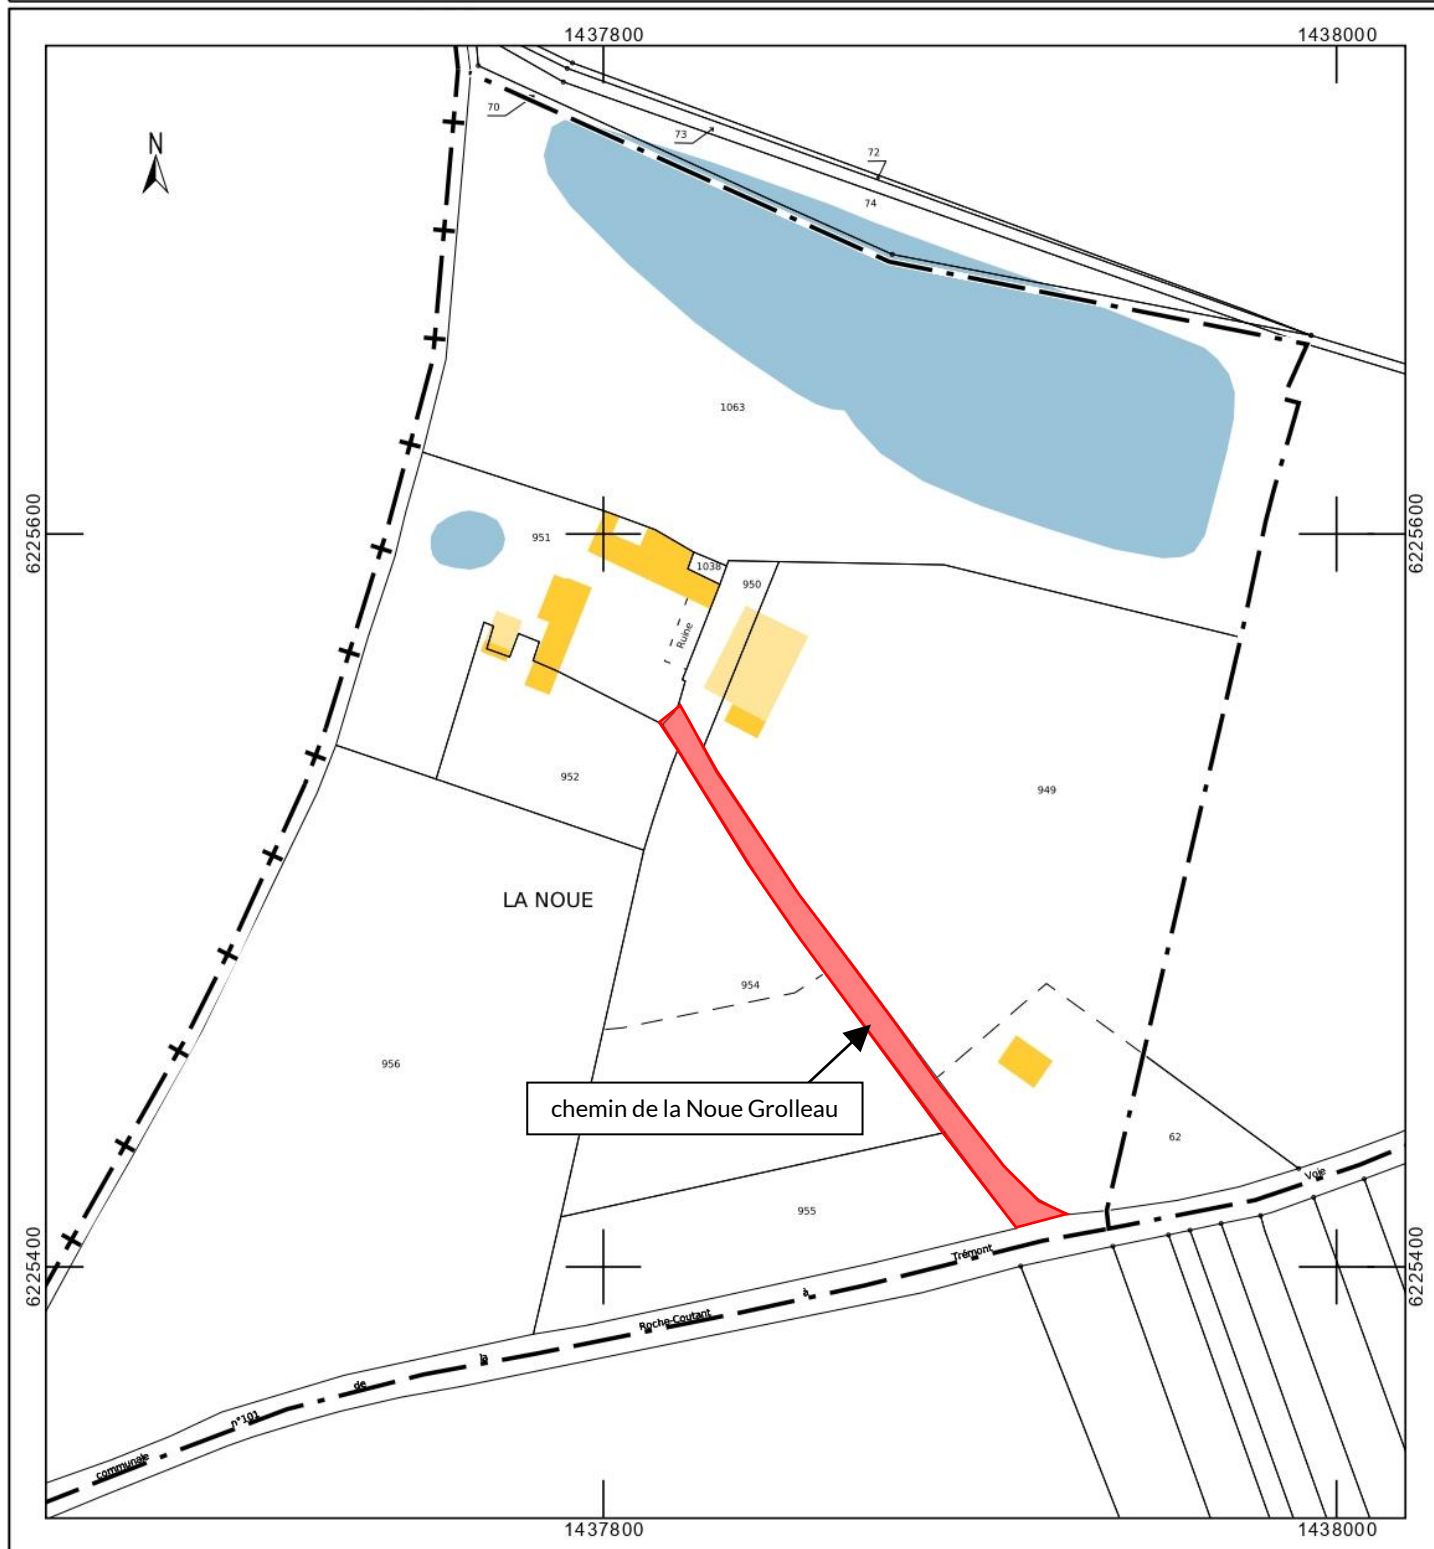 1437800
1438000
N
70
73
72
74
1063
6225600
6225600
951
1038
950
Ruine
952
949
LA NOUE
954
956
chemin de la Noue Grolleau
62
955
Voie
6225400
6225400
Trémont
à
Roche-Coutant
la
de
n°101
communale
1437800
1438000